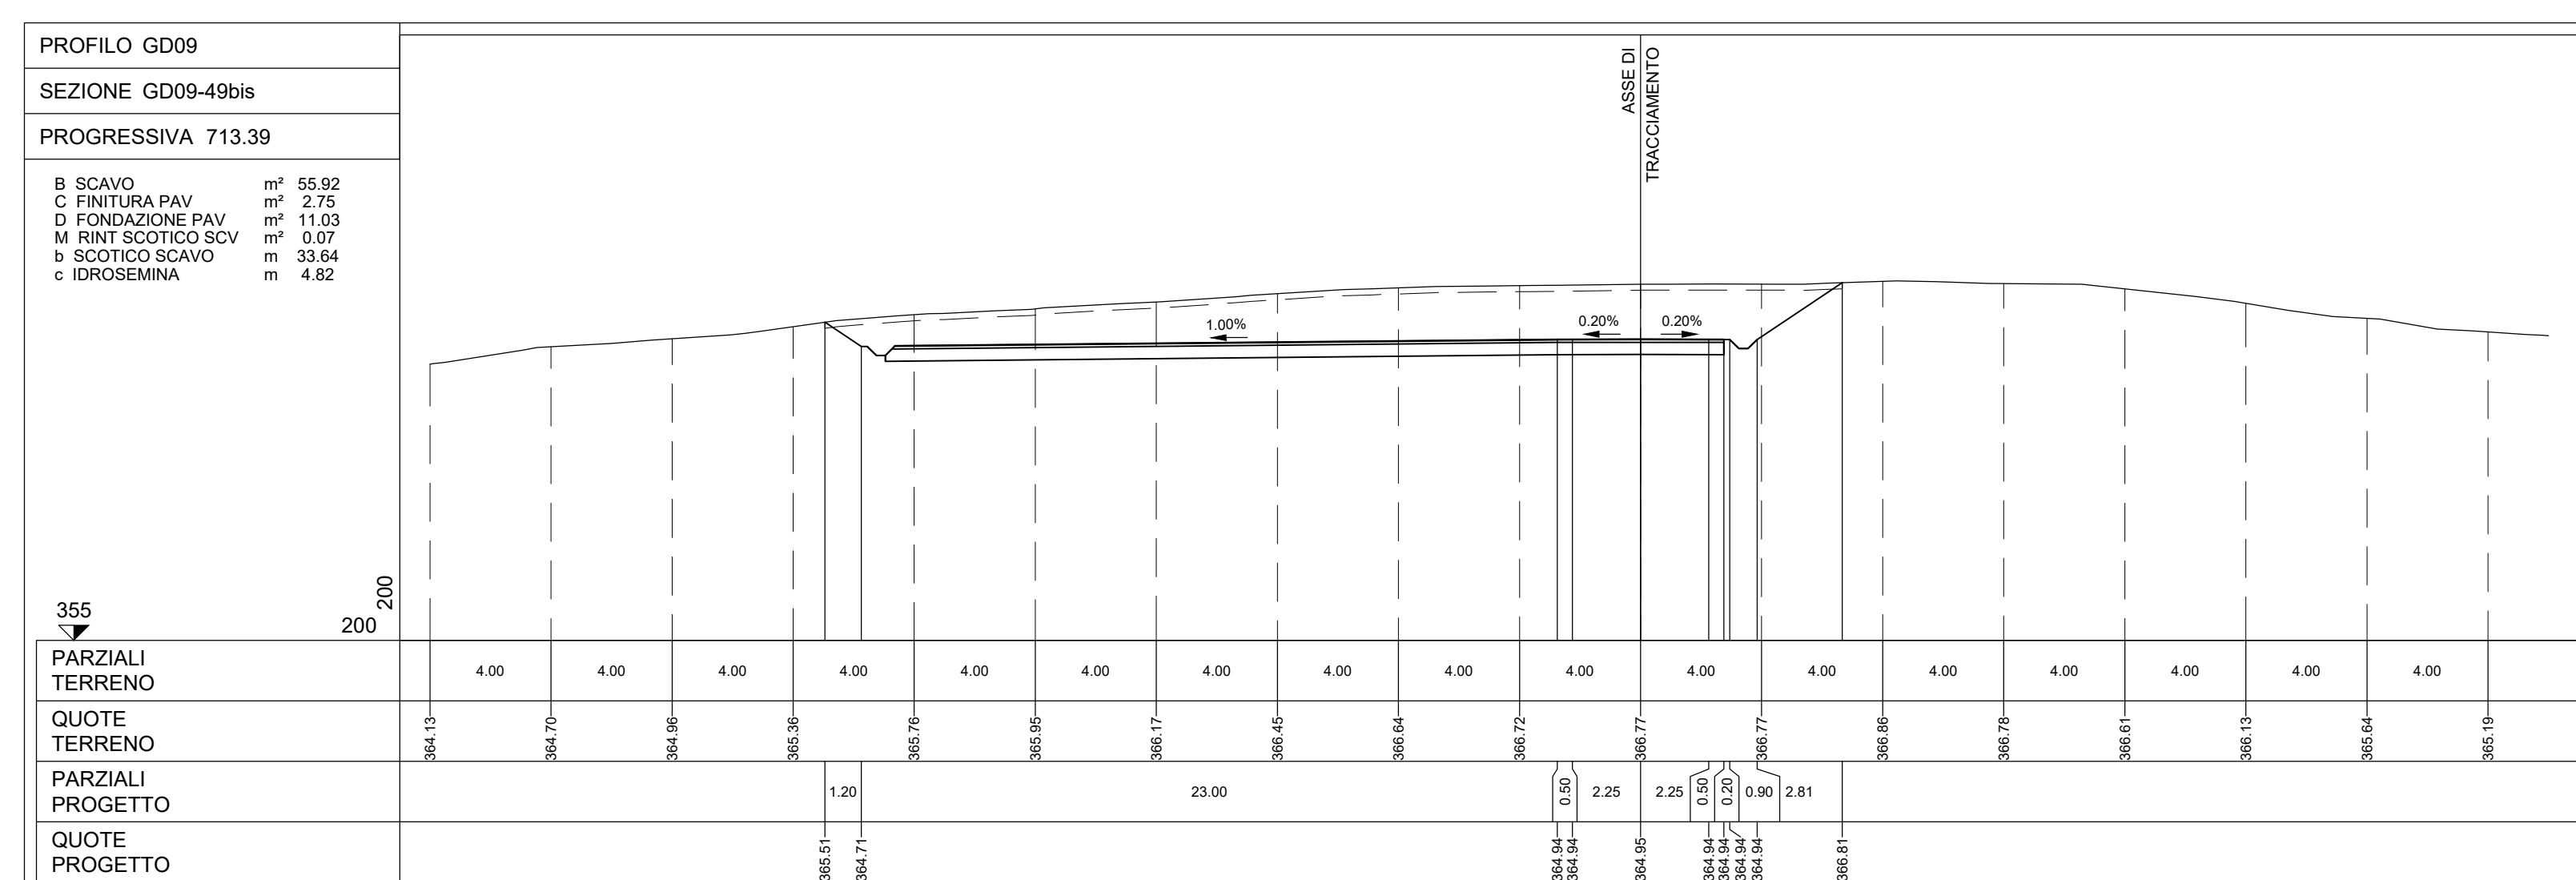 PROFILO GD09
SEZIONE GD09-49bis
PROGRESSIVA 713.39
B SCAVO m² 55.92
C FINITURA PAV m² 2.75
D FONDAZIONE PAV m² 11.03
M RINT SCOTICO SCV m² 0.07
b SCOTICO SCAVO m 33.64
c IDROSEMINA m 4.82
ASSE DI
TRACCIAMENTO
1.00%
0.20%
0.20%
355
200
200
PARZIALI
TERRENO
4.00 4.00 4.00 4.00 4.00 4.00 4.00 4.00 4.00 4.00 4.00 4.00 4.00 4.00 4.00 4.00 4.00
QUOTE
TERRENO
364.13 364.70 364.96 365.36 365.76 365.95 366.17 366.45 366.64 366.72 366.77 366.77 366.86 366.78 366.61 366.13 365.64 365.19
PARZIALI
PROGETTO
1.20 23.00 0.50 2.25 2.25 0.50 0.20 0.90 2.81
QUOTE
PROGETTO
365.51 364.71 364.94 364.94 364.95 364.94 364.94 364.94 364.94 366.81